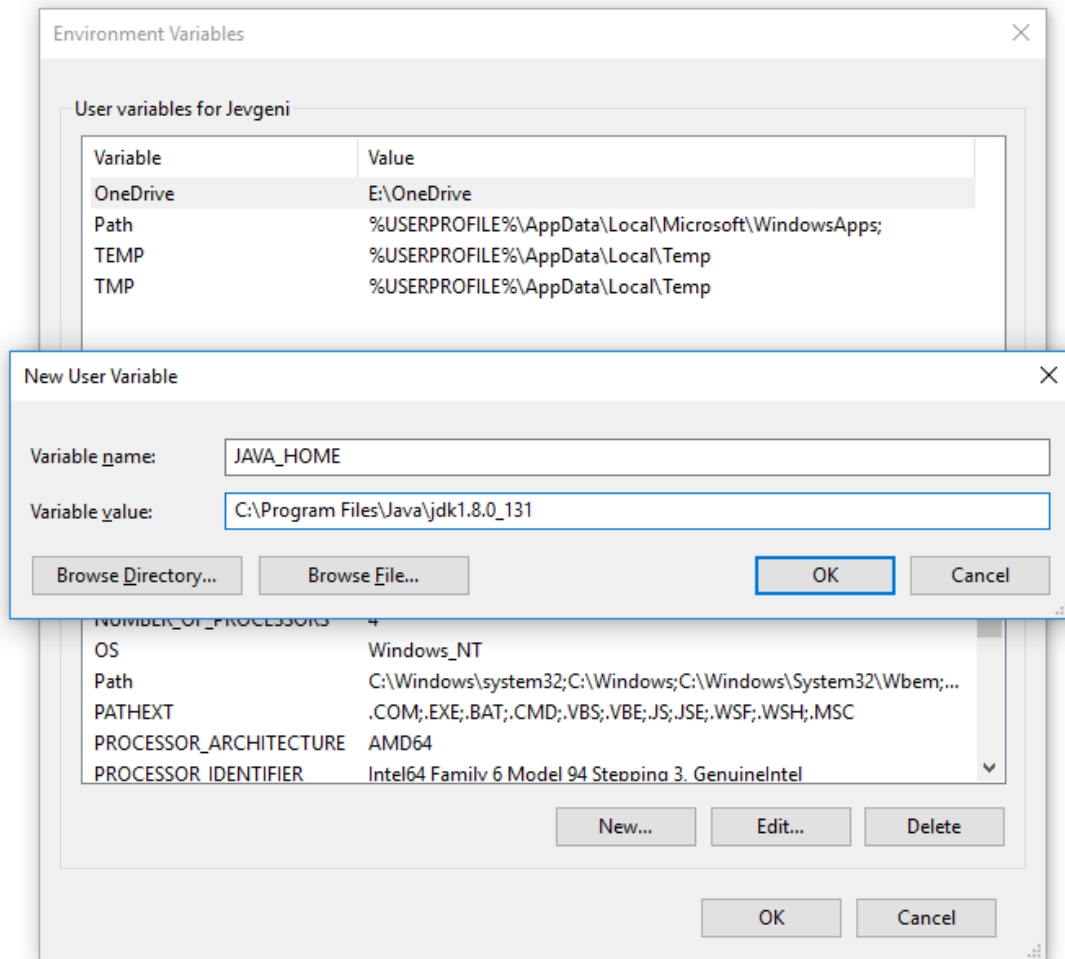 Environment Variables
User variables for Jevgeni
Variable Value
OneDrive E:\OneDrive
Path %USERPROFILE%\AppData\Local\Microsoft\WindowsApps;
TEMP %USERPROFILE%\AppData\Local\Temp
TMP %USERPROFILE%\AppData\Local\Temp
New User Variable
Variable name: JAVA_HOME
Variable value: C:\Program Files\Java\jdk1.8.0_131
Browse Directory... Browse File... OK Cancel
NUMBER_OF_PROCESSORS 4
OS Windows_NT
Path C:\Windows\system32;C:\Windows;C:\Windows\System32\Wbem;...
PATHEXT .COM;.EXE;.BAT;.CMD;.VBS;.VBE;.JS;.JSE;.WSF;.WSH;.MSC
PROCESSOR_ARCHITECTURE AMD64
PROCESSOR_IDENTIFIER Intel64 Family 6 Model 94 Stepping 3, GenuineIntel
New... Edit... Delete
OK Cancel